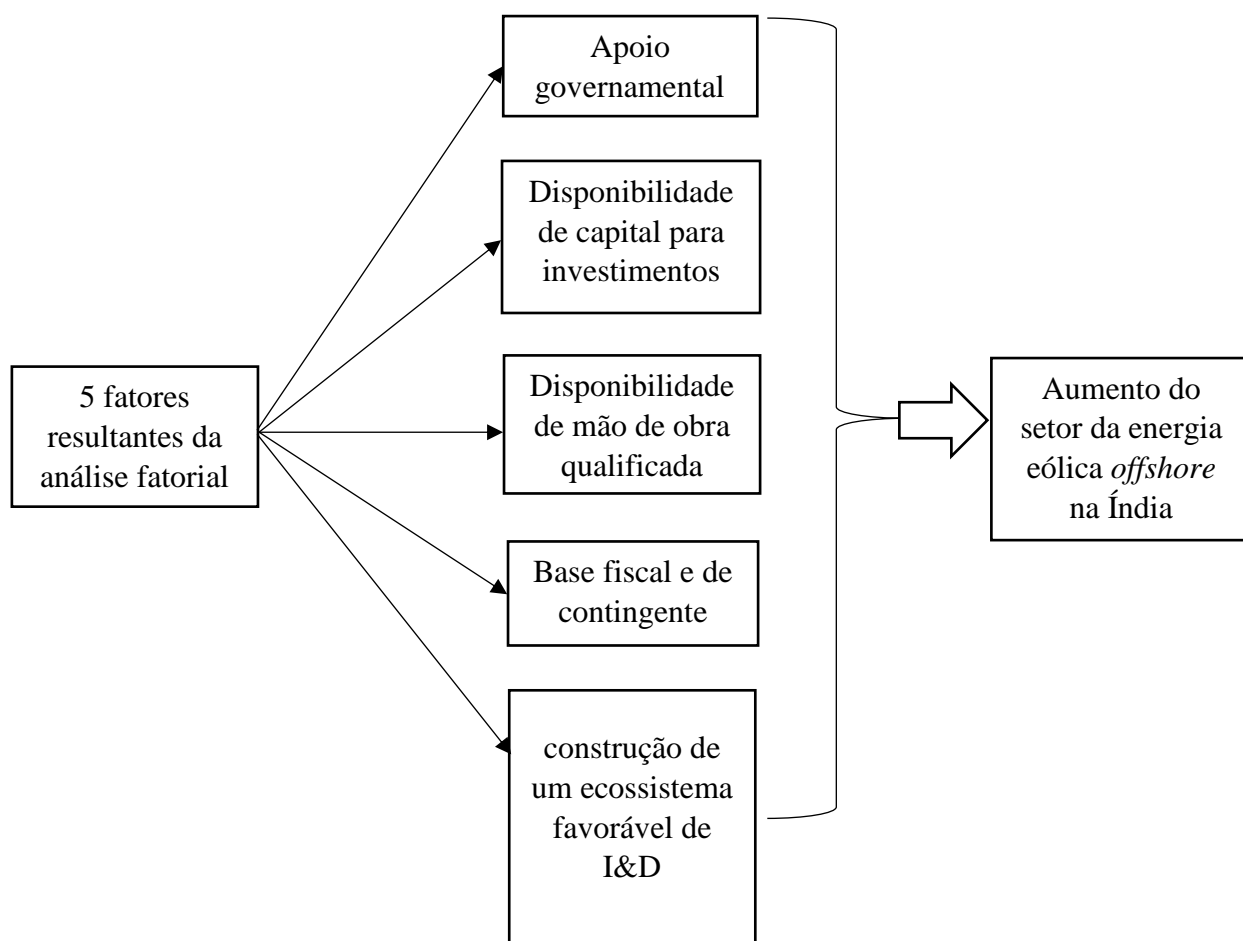 5 fatores
resultantes da
análise fatorial
Apoio
governamental
Disponibilidade
de capital para
investimentos
Disponibilidade
de mão de obra
qualificada
Base fiscal e de
contingente
construção de
um ecossistema
favorável de
I&D
Aumento do
setor da energia
eólica offshore
na Índia